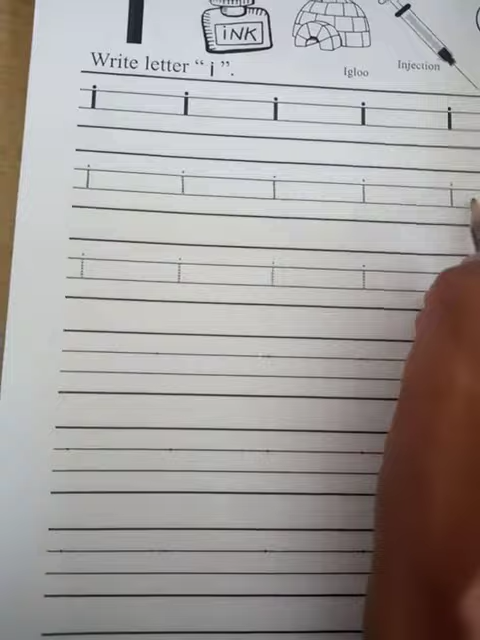 I
INK
Igloo
Injection
Write letter “ i ”.
i i i i i
i i i i i
i i i i